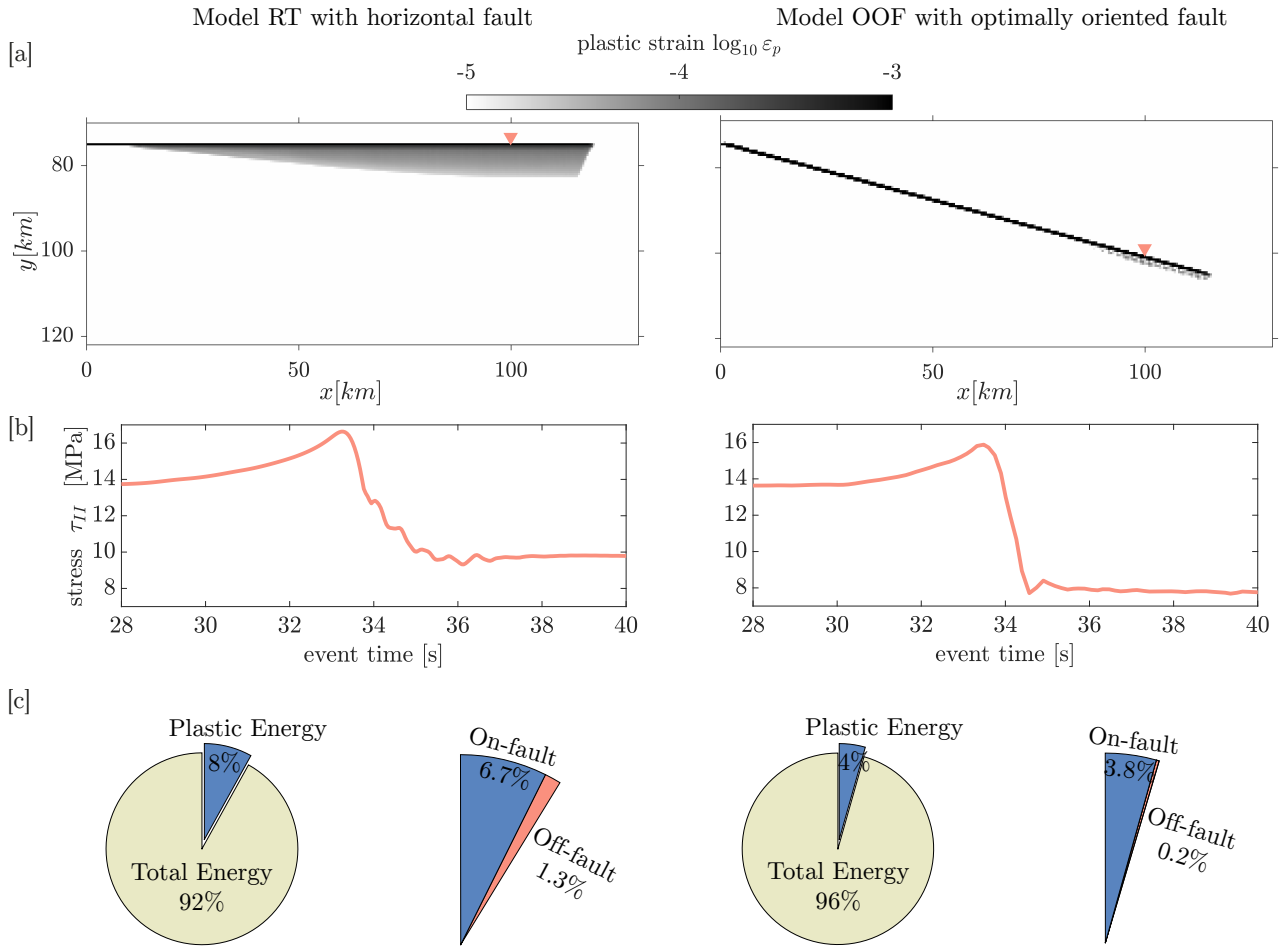 Model RT with horizontal fault
Model OOF with optimally oriented fault
[a]
plastic strain log₁₀ εₚ
-5 -4 -3
80
100
120
y[km]
0 50 100
x[km]
0 50 100
x[km]
[b]
stress τ_II [MPa]
16
14
12
10
8
28 30 32 34 36 38 40
event time [s]
16
14
12
10
8
28 30 32 34 36 38 40
event time [s]
[c]
Plastic Energy
8%
Total Energy
92%
On-fault
6.7%
Off-fault
1.3%
Plastic Energy
4%
Total Energy
96%
On-fault
3.8%
Off-fault
0.2%